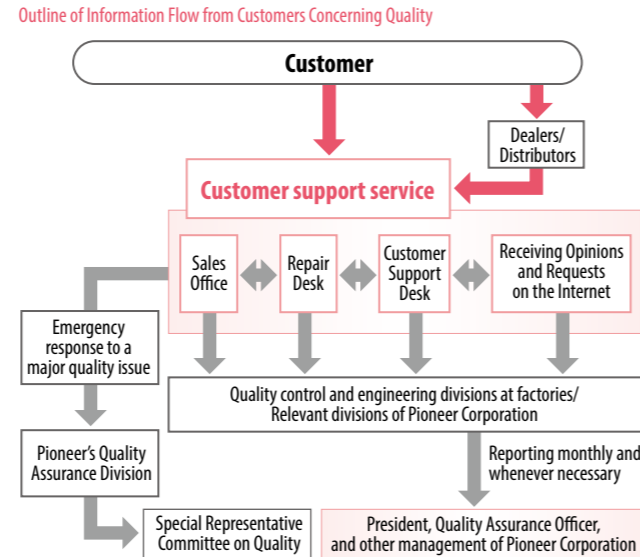 Outline of Information Flow from Customers Concerning Quality
Customer
Dealers/
Distributors
Customer support service
Sales
Office
Repair
Desk
Customer
Support
Desk
Receiving Opinions
and Requests
on the Internet
Emergency
response to a
major quality issue
Quality control and engineering divisions at factories/
Relevant divisions of Pioneer Corporation
Pioneer's Quality
Assurance Division
Reporting monthly and
whenever necessary
Special Representative
Committee on Quality
President, Quality Assurance Officer,
and other management of Pioneer Corporation